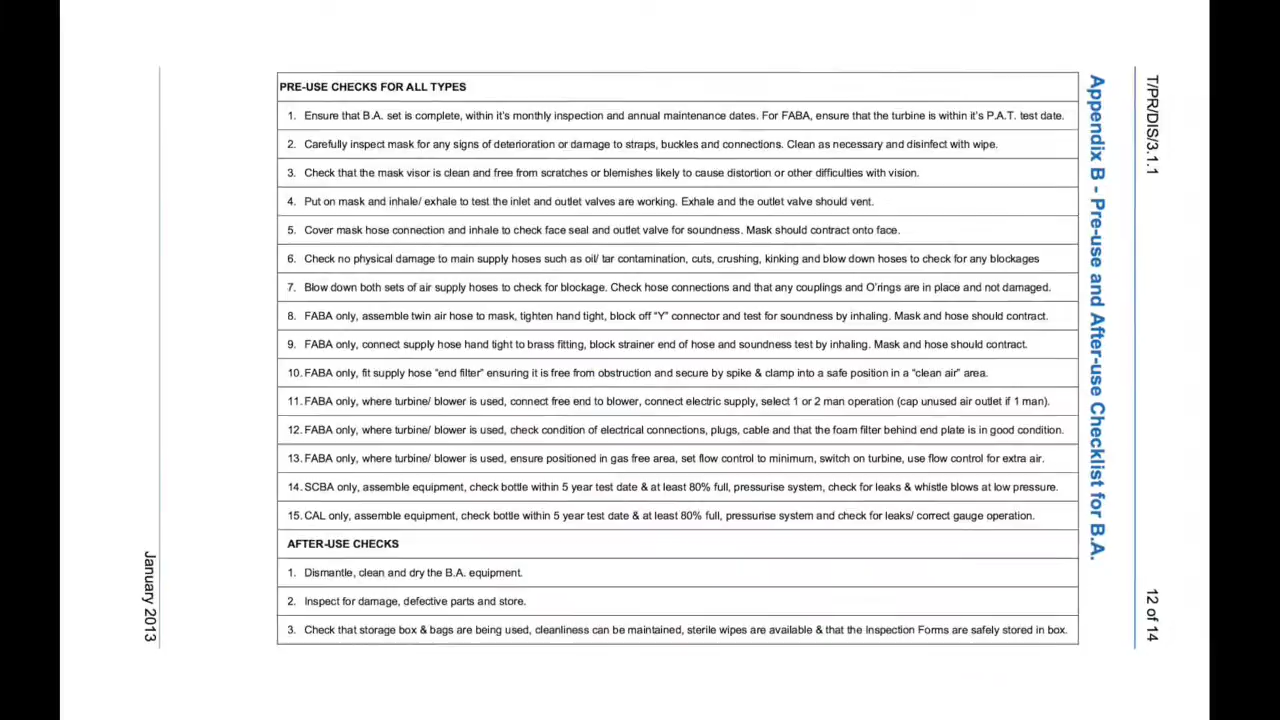 T/PR/DIS/3.1.1
Appendix B - Pre-use and After-use Checklist for B.A.
PRE-USE CHECKS FOR ALL TYPES
1. Ensure that B.A. set is complete, within it's monthly inspection and annual maintenance dates. For FABA, ensure that the turbine is within it's P.A.T. test date.
2. Carefully inspect mask for any signs of deterioration or damage to straps, buckles and connections. Clean as necessary and disinfect with wipe.
3. Check that the mask visor is clean and free from scratches or blemishes likely to cause distortion or other difficulties with vision.
4. Put on mask and inhale/ exhale to test the inlet and outlet valves are working. Exhale and the outlet valve should vent.
5. Cover mask hose connection and inhale to check face seal and outlet valve for soundness. Mask should contract onto face.
6. Check no physical damage to main supply hoses such as oil/ tar contamination, cuts, crushing, kinking and blow down hoses to check for any blockages
7. Blow down both sets of air supply hoses to check for blockage. Check hose connections and that any couplings and O'rings are in place and not damaged.
8. FABA only, assemble twin air hose to mask, tighten hand tight, block off "Y" connector and test for soundness by inhaling. Mask and hose should contract.
9. FABA only, connect supply hose hand tight to brass fitting, block strainer end of hose and soundness test by inhaling. Mask and hose should contract.
10. FABA only, fit supply hose "end filter" ensuring it is free from obstruction and secure by spike & clamp into a safe position in a "clean air" area.
11. FABA only, where turbine/ blower is used, connect free end to blower, connect electric supply, select 1 or 2 man operation (cap unused air outlet if 1 man).
12. FABA only, where turbine/ blower is used, check condition of electrical connections, plugs, cable and that the foam filter behind end plate is in good condition.
13. FABA only, where turbine/ blower is used, ensure positioned in gas free area, set flow control to minimum, switch on turbine, use flow control for extra air.
14. SCBA only, assemble equipment, check bottle within 5 year test date & at least 80% full, pressurise system, check for leaks & whistle blows at low pressure.
15. CAL only, assemble equipment, check bottle within 5 year test date & at least 80% full, pressurise system and check for leaks/ correct gauge operation.
AFTER-USE CHECKS
1. Dismantle, clean and dry the B.A. equipment.
2. Inspect for damage, defective parts and store.
3. Check that storage box & bags are being used, cleanliness can be maintained, sterile wipes are available & that the Inspection Forms are safely stored in box.
12 of 14
January 2013